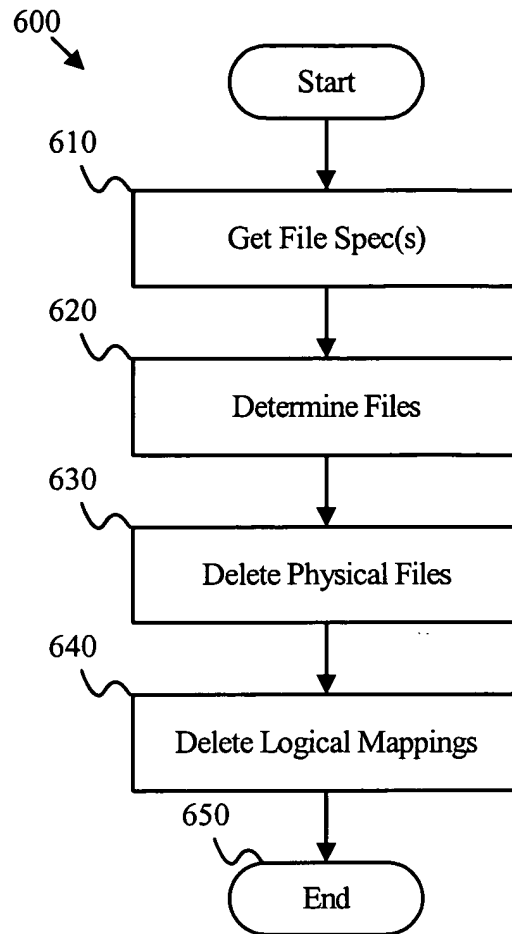 600
Start
610
Get File Spec(s)
620
Determine Files
630
Delete Physical Files
640
Delete Logical Mappings
650
End